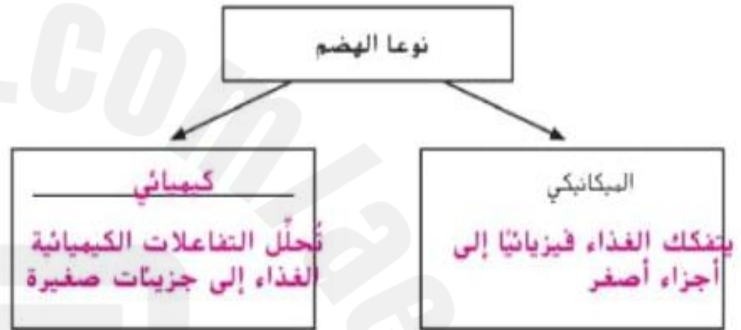 نوعا الهضم
الميكانيكي
يتفكك الغذاء فيزيائيًا إلى
أجزاء أصغر
كيميائي
تُحلِّل التفاعلات الكيميائية
الغذاء إلى جزيئات صغيرة